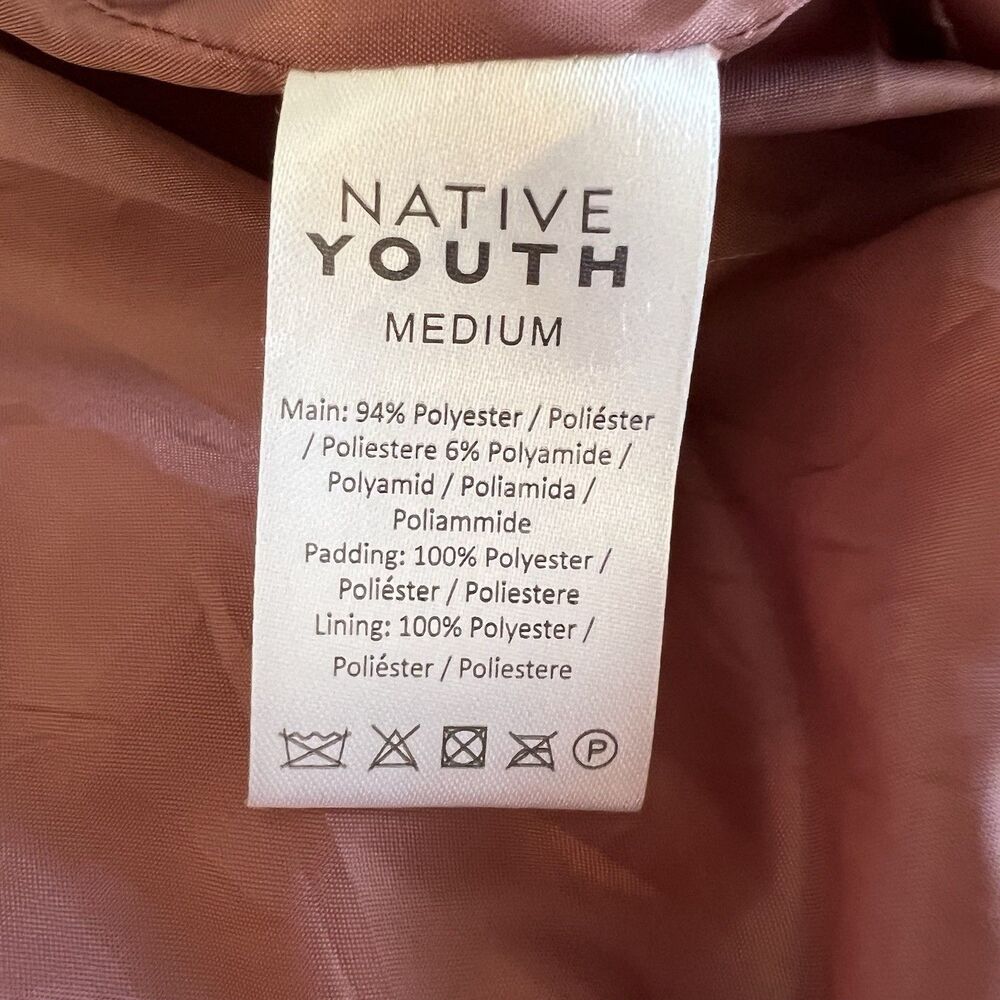 NATIVE
YOUTH
MEDIUM
Main: 94% Polyester / Poliéster
/ Poliestere 6% Polyamide /
Polyamid / Poliamida /
Poliammide
Padding: 100% Polyester /
Poliéster / Poliestere
Lining: 100% Polyester /
Poliéster / Poliestere
P